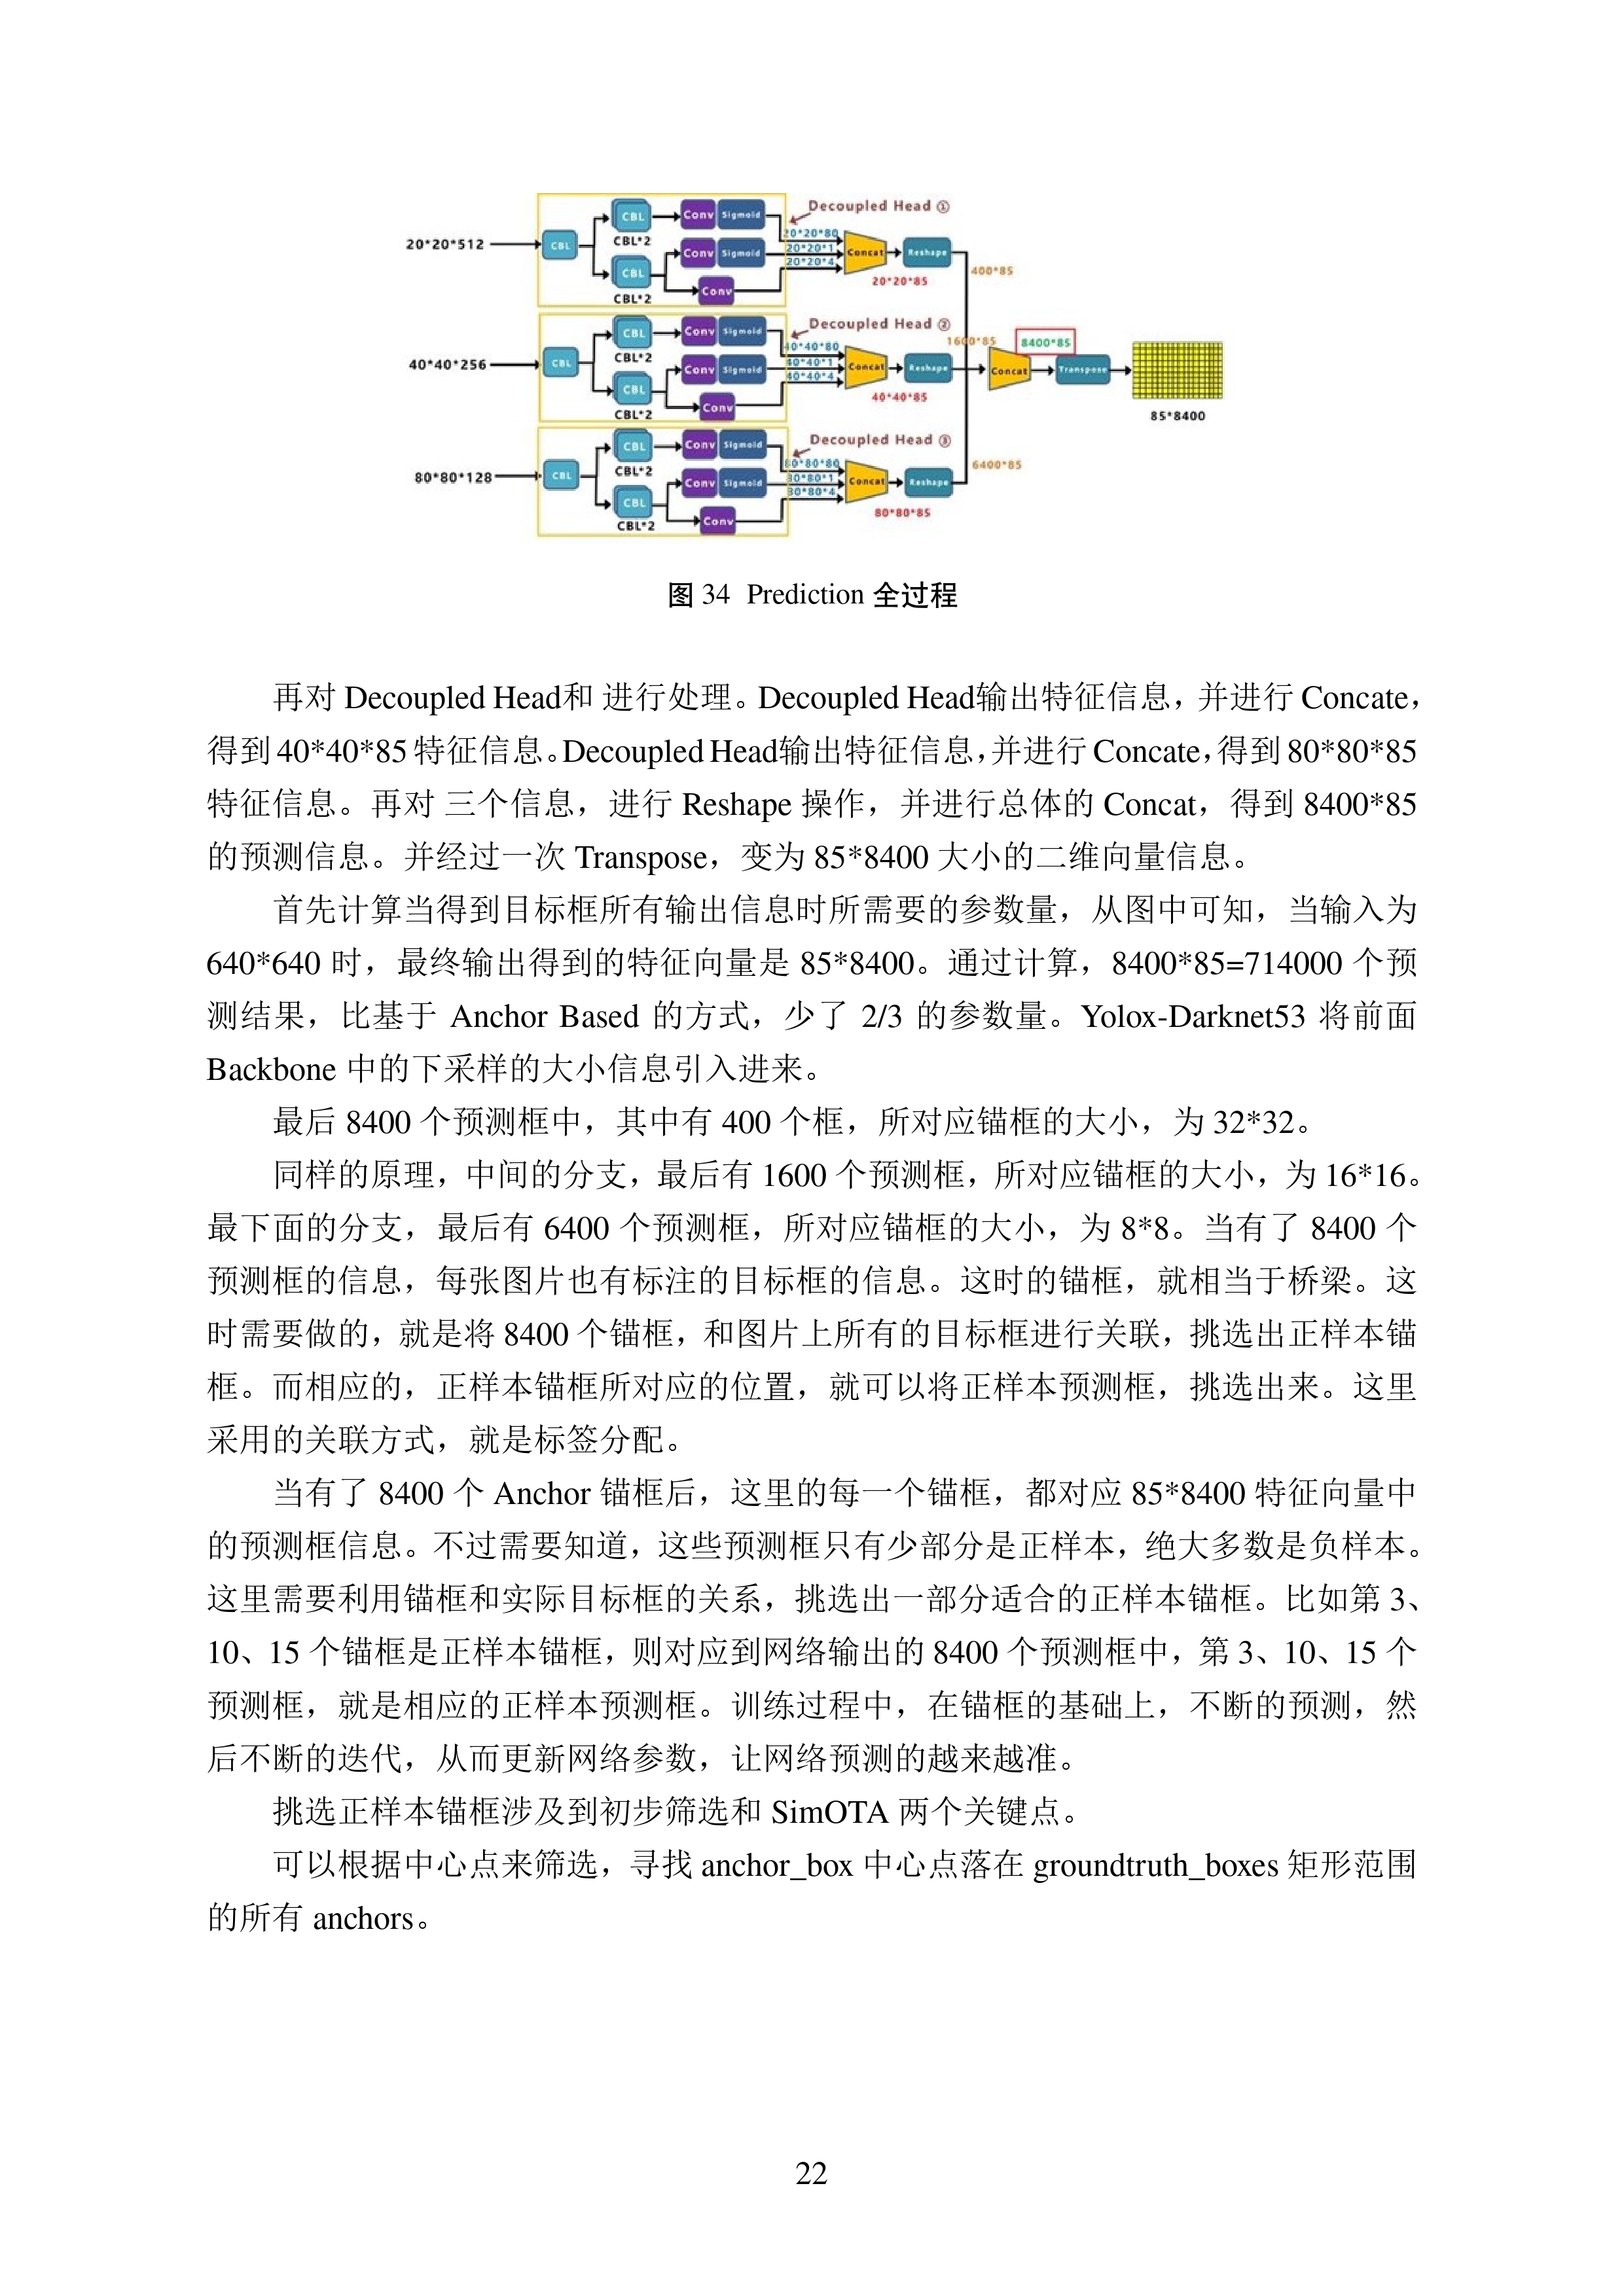 Decoupled Head ①
20*20*512
CBL
CBL
CBL*2
CBL
CBL*2
Conv
Sigmoid
Conv
Sigmoid
Conv
20*20*80
20*20*1
20*20*4
Concat
Reshape
20*20*85
400*85
Decoupled Head ②
40*40*256
CBL
CBL
CBL*2
CBL
CBL*2
Conv
Sigmoid
Conv
Sigmoid
Conv
40*40*80
40*40*1
40*40*4
Concat
Reshape
40*40*85
1600*85
Concat
8400*85
Transpose
85*8400
Decoupled Head ③
80*80*128
CBL
CBL
CBL*2
CBL
CBL*2
Conv
Sigmoid
Conv
Sigmoid
Conv
80*80*80
80*80*1
80*80*4
Concat
Reshape
80*80*85
6400*85
图 34 Prediction 全过程
再对 Decoupled Head和 进行处理。Decoupled Head输出特征信息，并进行 Concate，
得到 40*40*85 特征信息。Decoupled Head输出特征信息，并进行 Concate，得到 80*80*85
特征信息。再对 三个信息，进行 Reshape 操作，并进行总体的 Concat，得到 8400*85
的预测信息。并经过一次 Transpose，变为 85*8400 大小的二维向量信息。
首先计算当得到目标框所有输出信息时所需要的参数量，从图中可知，当输入为
640*640 时，最终输出得到的特征向量是 85*8400。通过计算，8400*85=714000 个预
测结果，比基于 Anchor Based 的方式，少了 2/3 的参数量。Yolox-Darknet53 将前面
Backbone 中的下采样的大小信息引入进来。
最后 8400 个预测框中，其中有 400 个框，所对应锚框的大小，为 32*32。
同样的原理，中间的分支，最后有 1600 个预测框，所对应锚框的大小，为 16*16。
最下面的分支，最后有 6400 个预测框，所对应锚框的大小，为 8*8。当有了 8400 个
预测框的信息，每张图片也有标注的目标框的信息。这时的锚框，就相当于桥梁。这
时需要做的，就是将 8400 个锚框，和图片上所有的目标框进行关联，挑选出正样本锚
框。而相应的，正样本锚框所对应的位置，就可以将正样本预测框，挑选出来。这里
采用的关联方式，就是标签分配。
当有了 8400 个 Anchor 锚框后，这里的每一个锚框，都对应 85*8400 特征向量中
的预测框信息。不过需要知道，这些预测框只有少部分是正样本，绝大多数是负样本。
这里需要利用锚框和实际目标框的关系，挑选出一部分适合的正样本锚框。比如第 3、
10、15 个锚框是正样本锚框，则对应到网络输出的 8400 个预测框中，第 3、10、15 个
预测框，就是相应的正样本预测框。训练过程中，在锚框的基础上，不断的预测，然
后不断的迭代，从而更新网络参数，让网络预测的越来越准。
挑选正样本锚框涉及到初步筛选和 SimOTA 两个关键点。
可以根据中心点来筛选，寻找 anchor_box 中心点落在 groundtruth_boxes 矩形范围
的所有 anchors。
22